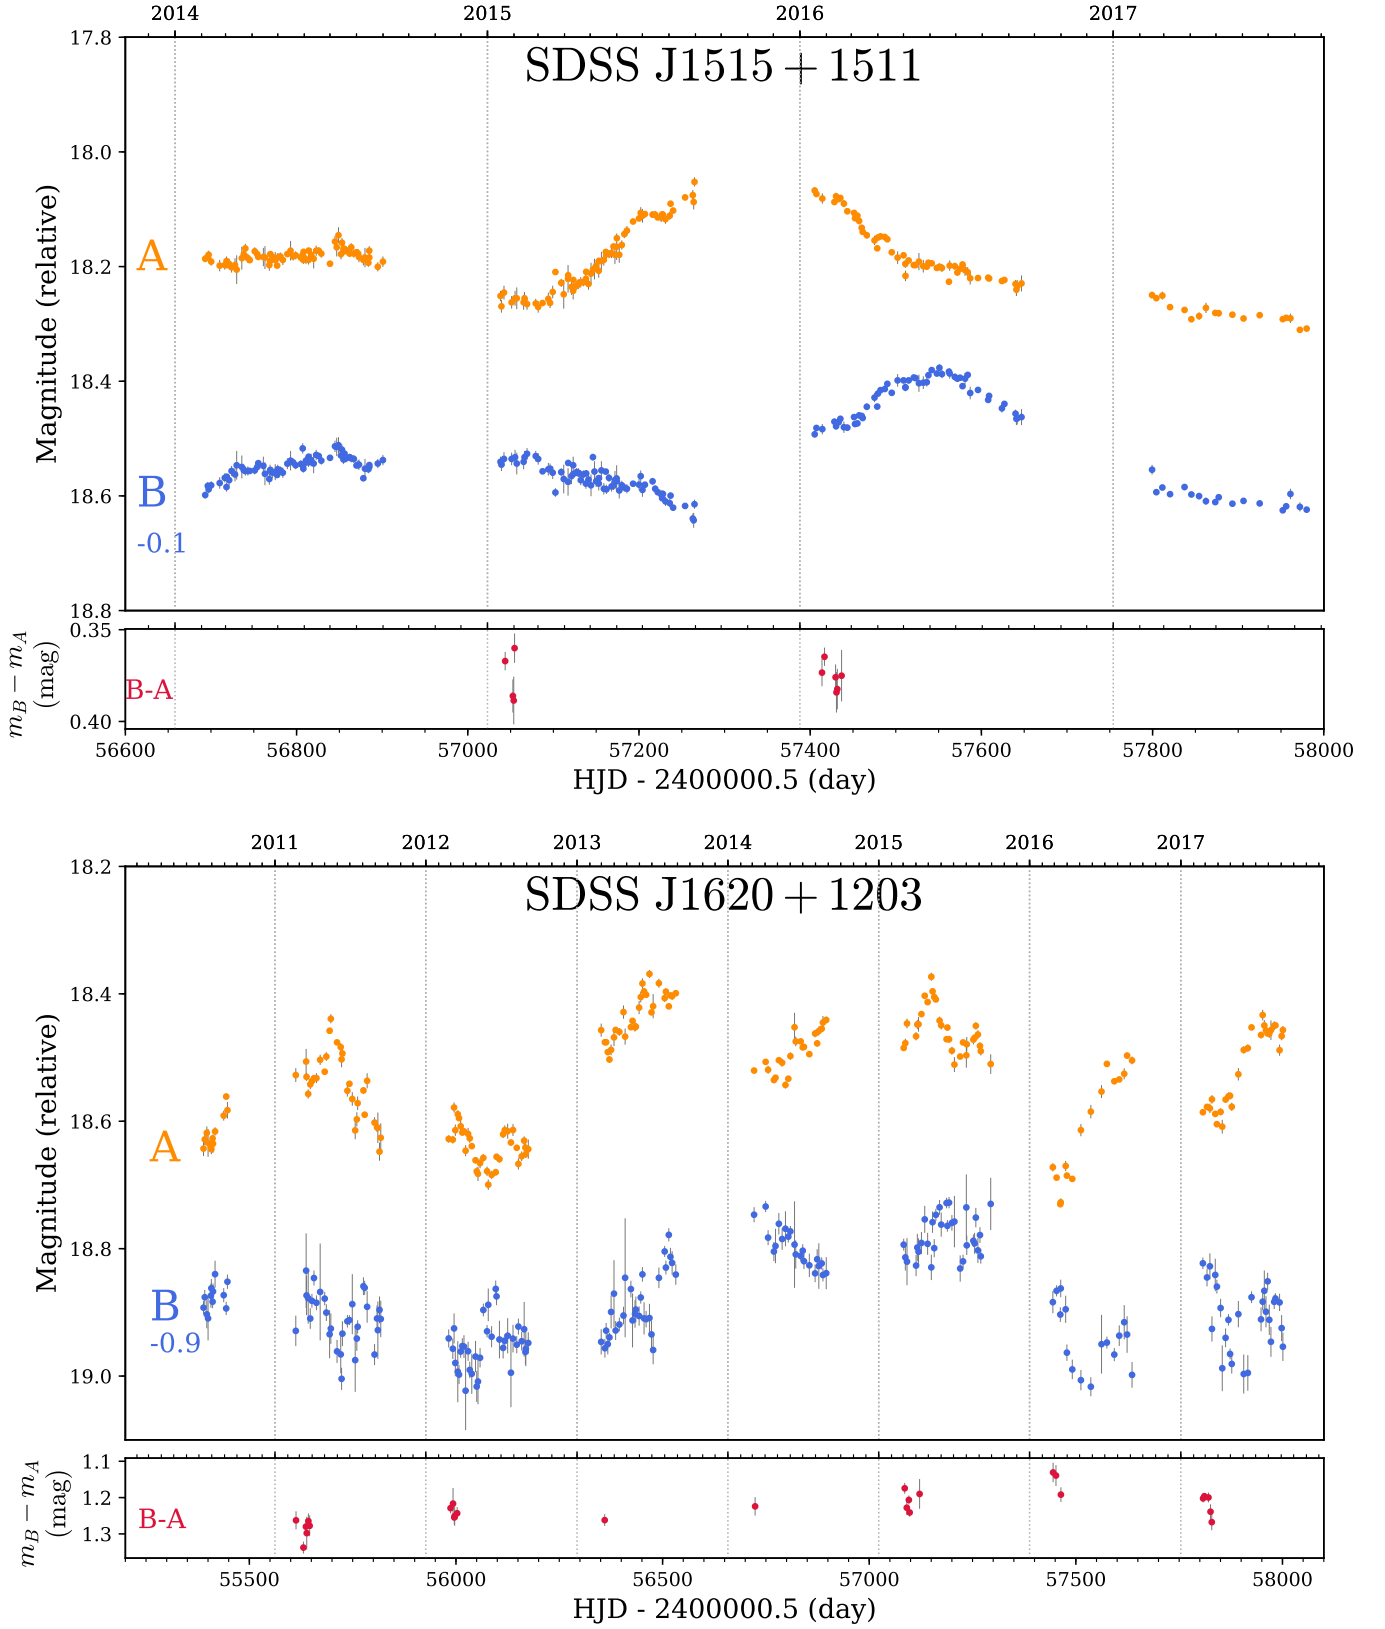 2014 2015 2016 2017
SDSS J1515+1511
17.8
18.0
18.2
18.4
18.6
18.8
Magnitude (relative)
A
B
-0.1
0.35
0.40
m_B − m_A
(mag)
B-A
56600 56800 57000 57200 57400 57600 57800 58000
HJD - 2400000.5 (day)
2011 2012 2013 2014 2015 2016 2017
SDSS J1620+1203
18.2
18.4
18.6
18.8
19.0
Magnitude (relative)
A
B
-0.9
1.1
1.2
1.3
m_B − m_A
(mag)
B-A
55500 56000 56500 57000 57500 58000
HJD - 2400000.5 (day)